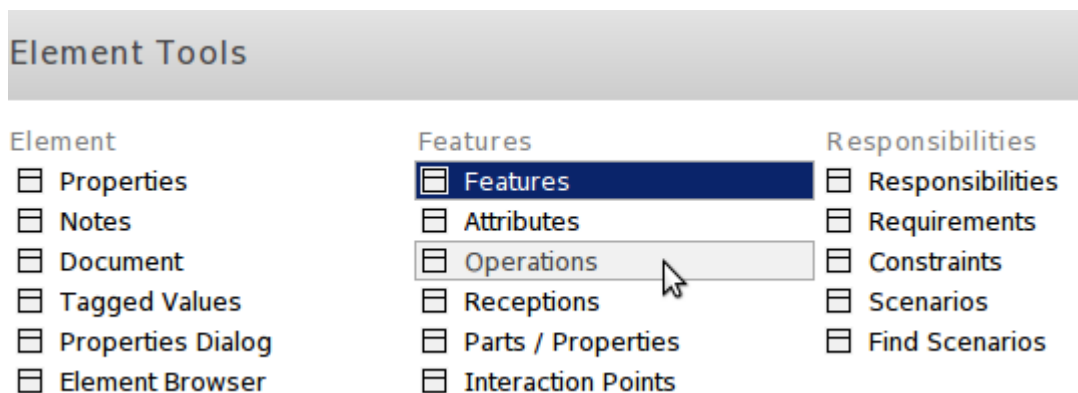 Element Tools
Element
Properties
Notes
Document
Tagged Values
Properties Dialog
Element Browser
Features
Features
Attributes
Operations
Receptions
Parts / Properties
Interaction Points
Responsibilities
Responsibilities
Requirements
Constraints
Scenarios
Find Scenarios